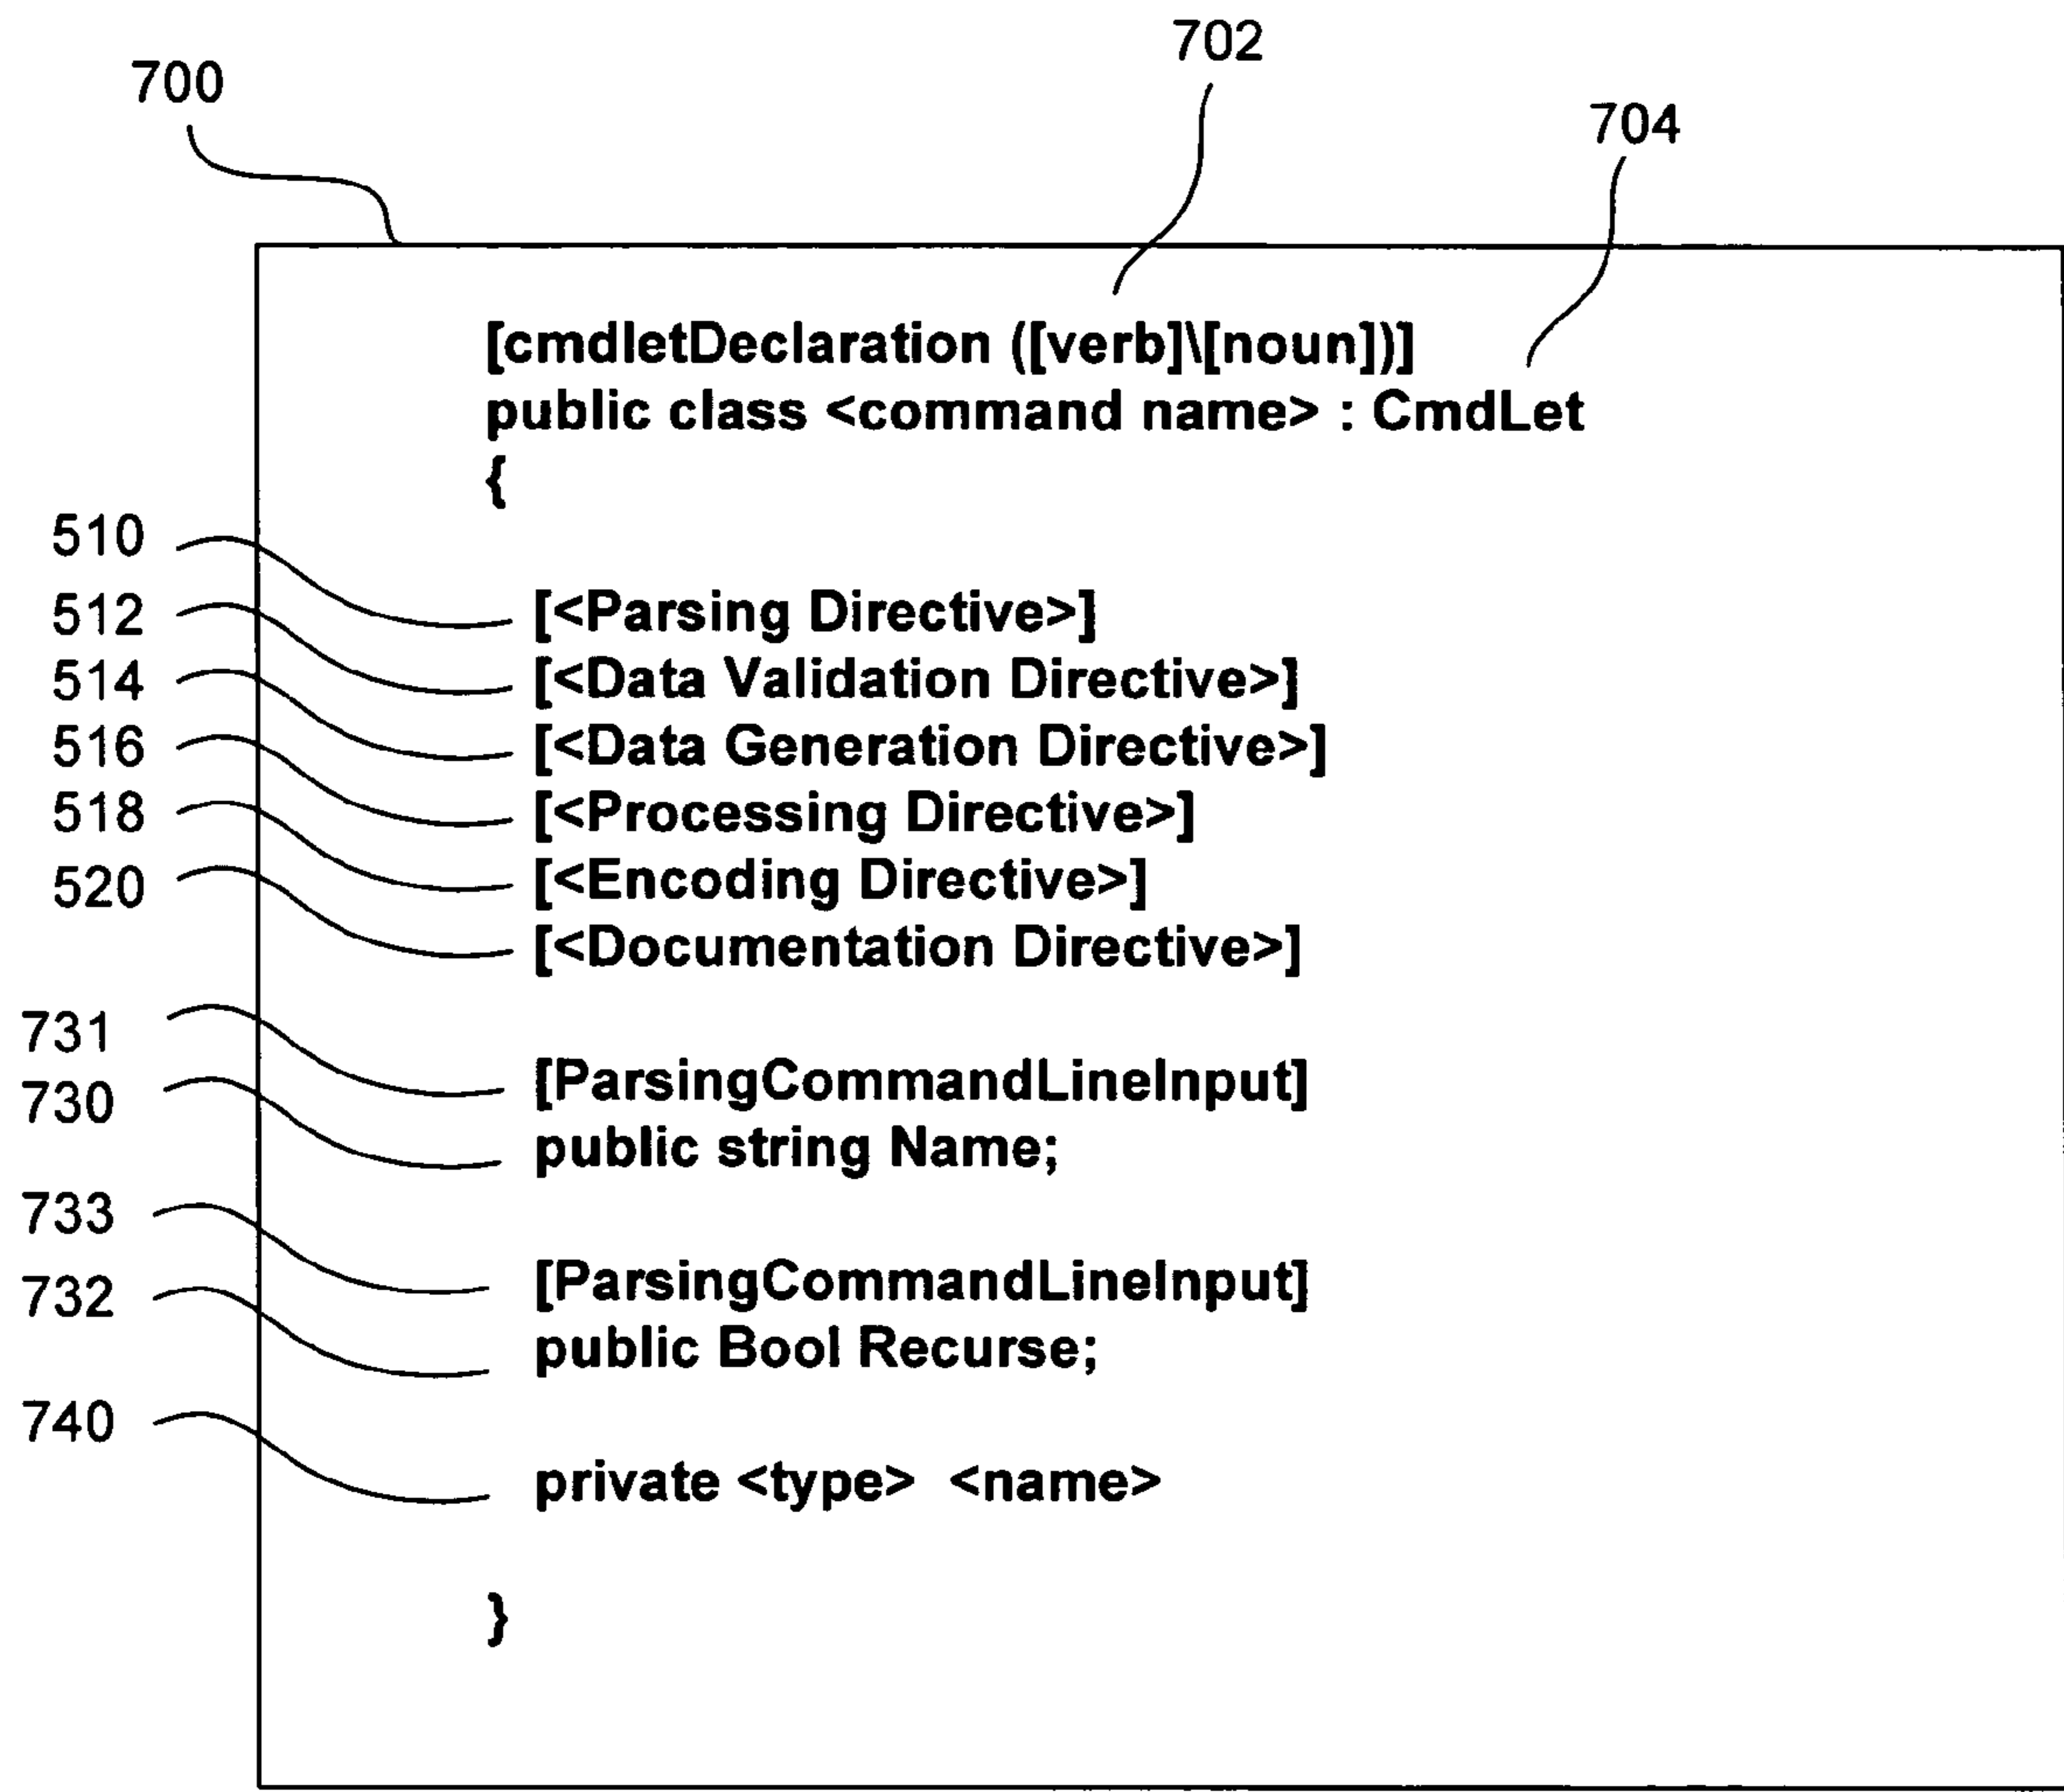 702
700
704
[cmdletDeclaration ([verb]\[noun])]
public class <command name> : CmdLet
{
510
[<Parsing Directive>]
512
[<Data Validation Directive>]
514
[<Data Generation Directive>]
516
[<Processing Directive>]
518
[<Encoding Directive>]
520
[<Documentation Directive>]
731
[ParsingCommandLineInput]
730
public string Name;
733
[ParsingCommandLineInput]
732
public Bool Recurse;
740
private <type>  <name>
}